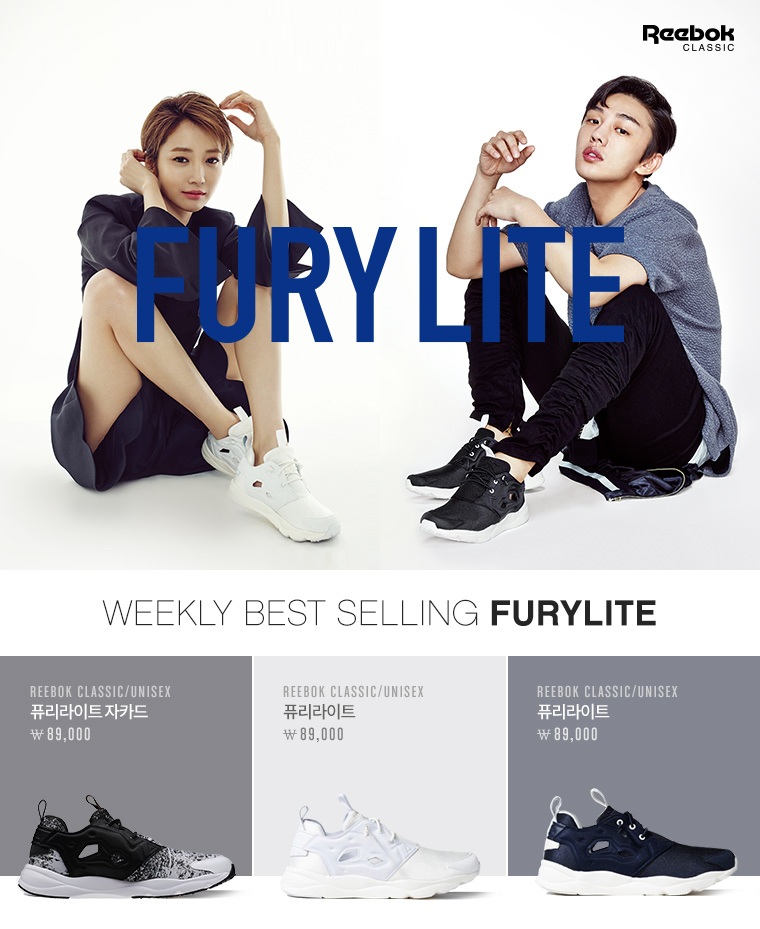 Reebok
CLASSIC
FURY LITE
WEEKLY BEST SELLING FURYLITE
REEBOK CLASSIC/UNISEX
퓨리라이트 자카드
₩89,000
REEBOK CLASSIC/UNISEX
퓨리라이트
₩89,000
REEBOK CLASSIC/UNISEX
퓨리라이트
₩89,000